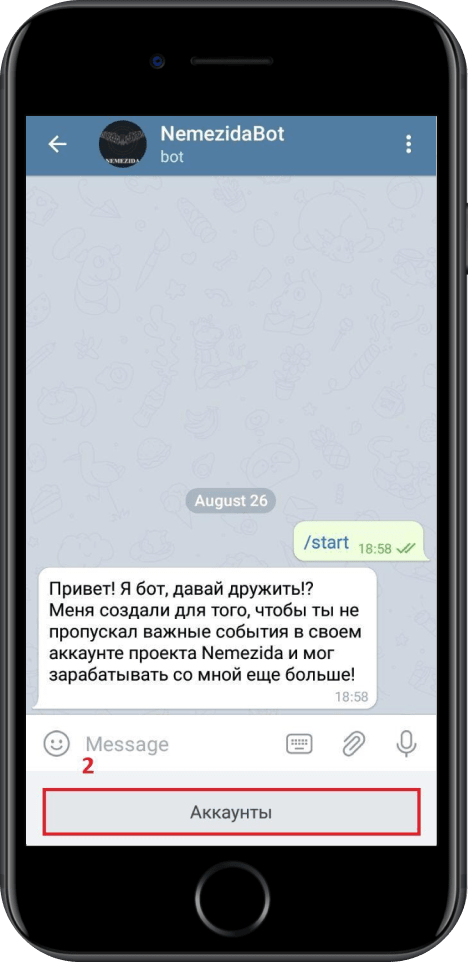 NEMEZIDA
NemezidaBot
bot
August 26
/start 18:58
Привет! Я бот, давай дружить!?
Меня создали для того, чтобы ты не
пропускал важные события в своем
аккаунте проекта Nemezida и мог
зарабатывать со мной еще больше!
18:58
Message
2
Аккаунты